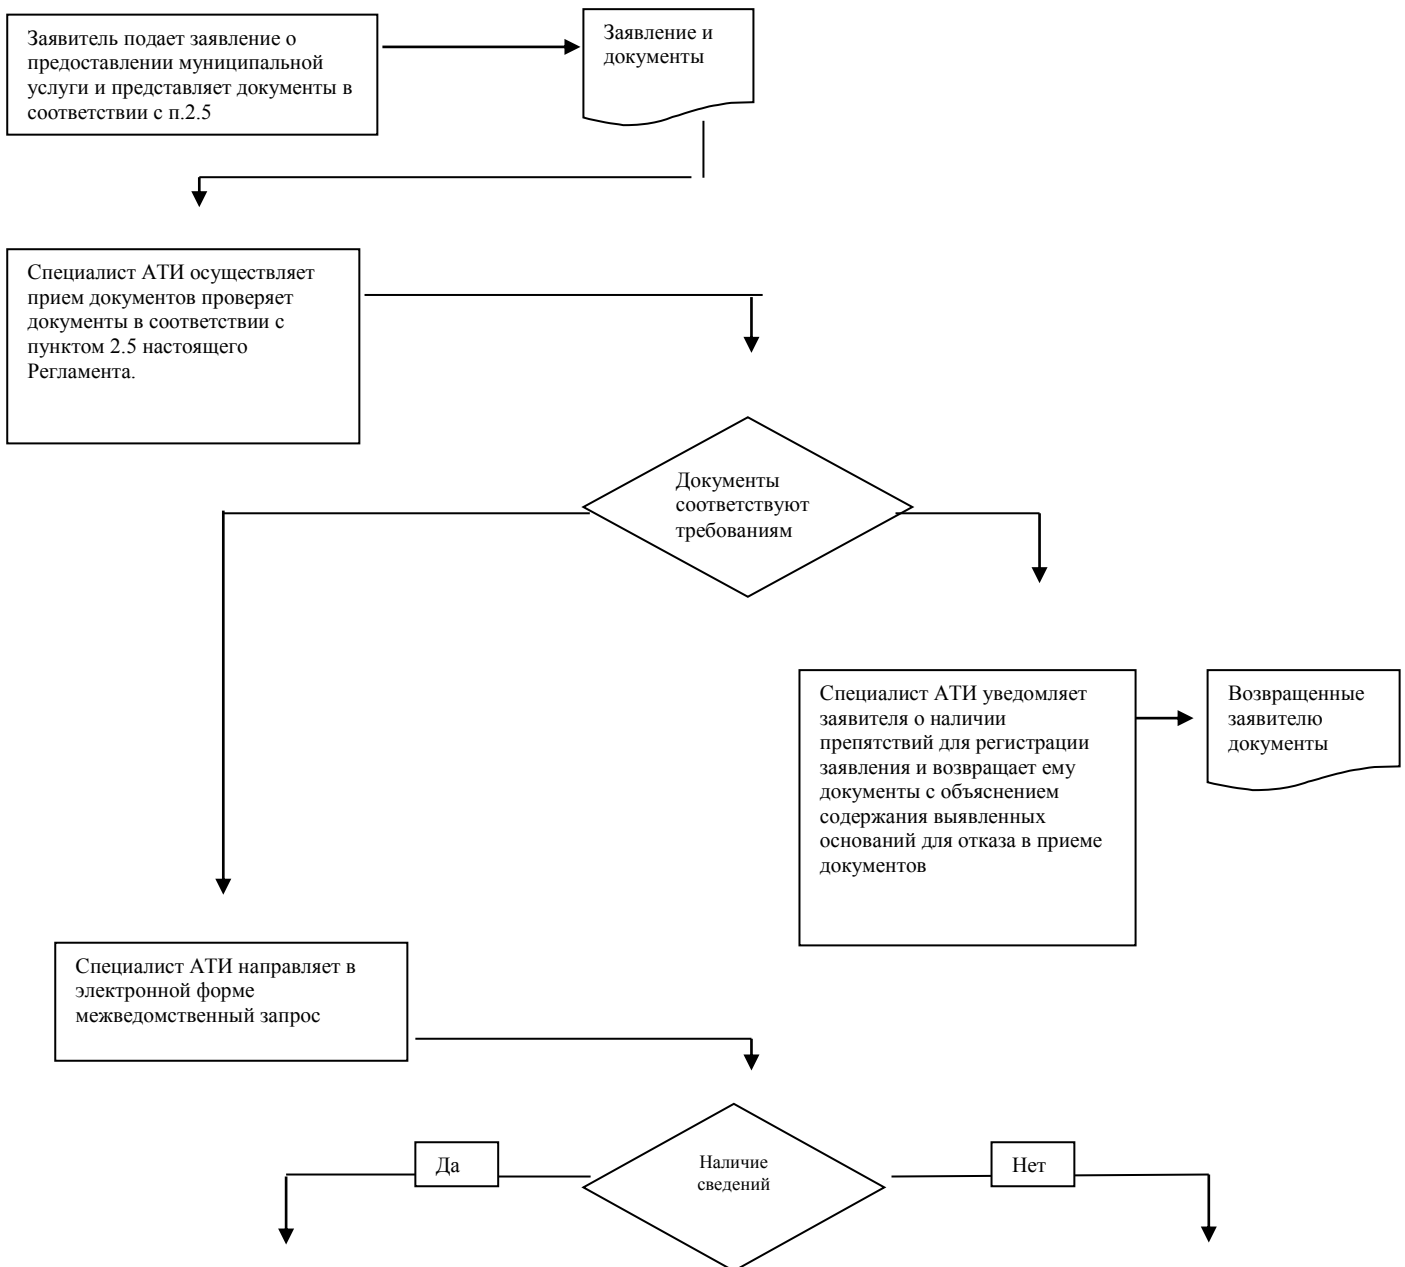 Заявитель подает заявление о
предоставлении муниципальной
услуги и представляет документы в
соответствии с п.2.5
Заявление и
документы
Специалист АТИ осуществляет
прием документов проверяет
документы в соответствии с
пунктом 2.5 настоящего
Регламента.
Документы
соответствуют
требованиям
Специалист АТИ уведомляет
заявителя о наличии
препятствий для регистрации
заявления и возвращает ему
документы с объяснением
содержания выявленных
оснований для отказа в приеме
документов
Возвращенные
заявителю
документы
Специалист АТИ направляет в
электронной форме
межведомственный запрос
Да
Наличие
сведений
Нет